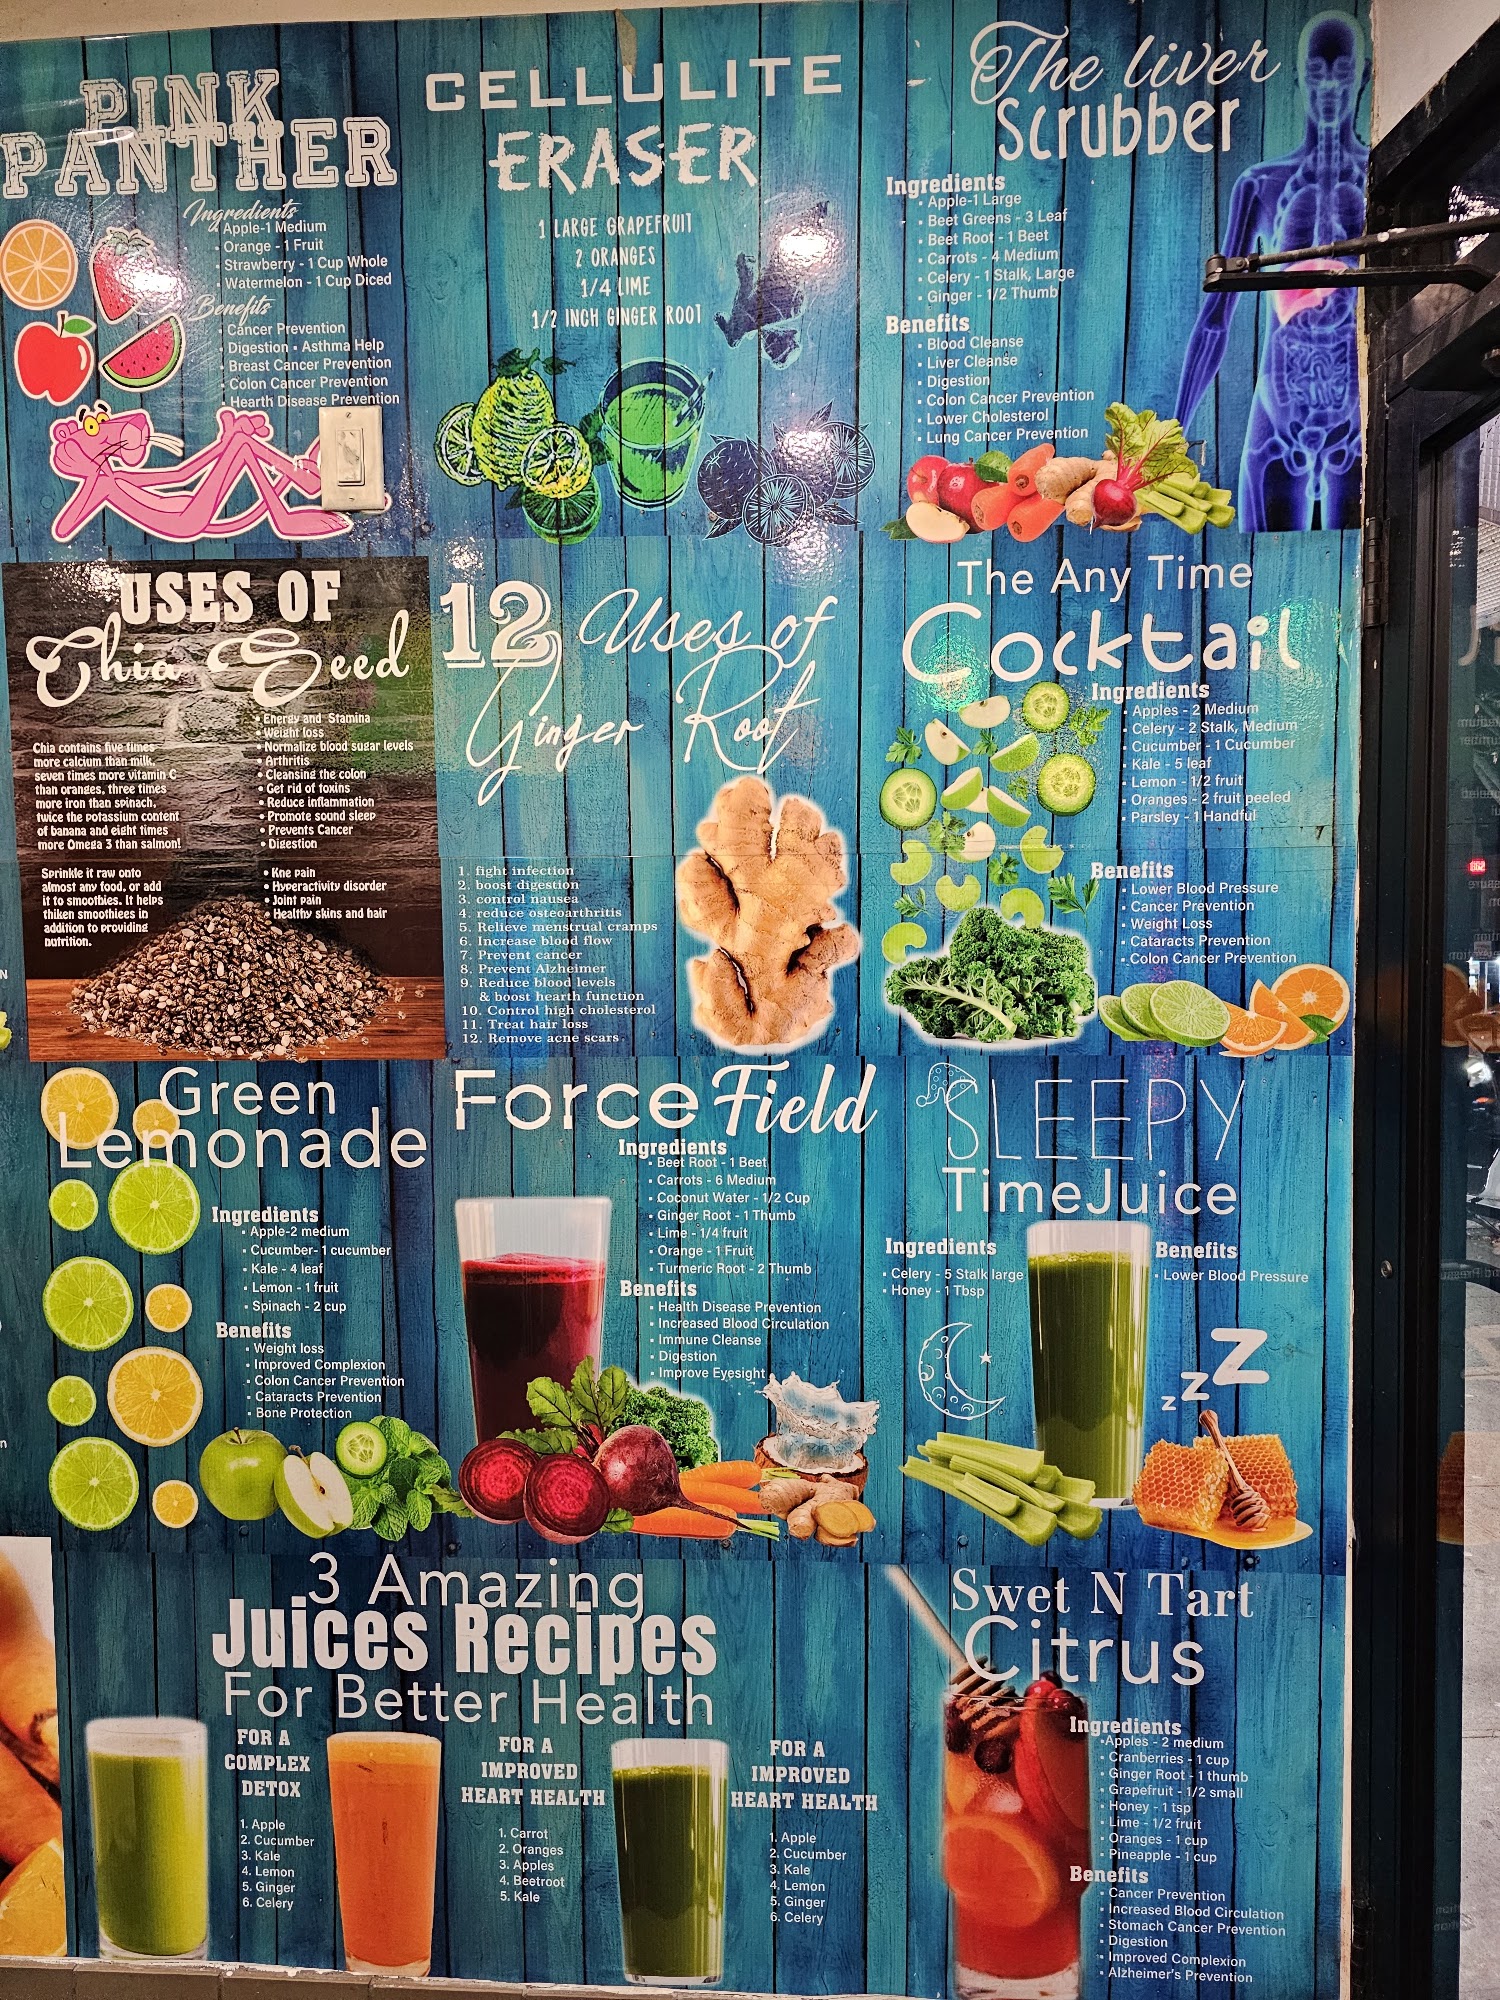 PINK
PANTHER
Ingredients
Apple-1 Medium
Orange - 1 Fruit
Strawberry - 1 Cup Whole
Watermelon - 1 Cup Diced
Benefits
Cancer Prevention
Digestion • Asthma Help
Breast Cancer Prevention
Colon Cancer Prevention
Hearth Disease Prevention
CELLULITE
ERASER
1 LARGE GRAPEFRUIT
2 ORANGES
1/4 LIME
1/2 INCH GINGER ROOT
The liver
Scrubber
Ingredients
Apple-1 Large
Beet Greens - 3 Leaf
Beet Root - 1 Beet
Carrots - 4 Medium
Celery - 1 Stalk, Large
Ginger - 1/2 Thumb
Benefits
Blood Cleanse
Liver Cleanse
Digestion
Colon Cancer Prevention
Lower Cholesterol
Lung Cancer Prevention
USES OF
Chia Seed
Chia contains five times
more calcium than milk,
seven times more vitamin C
than oranges, three times
more iron than spinach,
twice the potassium content
of banana and eight times
more Omega 3 than salmon!
Sprinkle it raw onto
almost any food, or add
it to smoothies. It helps
thiken smoothiees in
addition to providing
nutrition.
• Energy and Stamina
• Weight loss
• Normalize blood sugar levels
• Arthritis
• Cleansing the colon
• Get rid of toxins
• Reduce inflammation
• Promote sound sleep
• Prevents Cancer
• Digestion
• Kne pain
• Hyperactivity disorder
• Joint pain
• Healthy skins and hair
12 Uses of
Ginger Root
1. fight infection
2. boost digestion
3. control nausea
4. reduce osteoarthritis
5. Relieve menstrual cramps
6. Increase blood flow
7. Prevent cancer
8. Prevent Alzheimer
9. Reduce blood levels
& boost hearth function
10. Control high cholesterol
11. Treat hair loss
12. Remove acne scars
The Any Time
Cocktail
Ingredients
Apples - 2 Medium
Celery - 2 Stalk, Medium
Cucumber - 1 Cucumber
Kale - 5 leaf
Lemon - 1/2 fruit
Oranges - 2 fruit peeled
Parsley - 1 Handful
Benefits
Lower Blood Pressure
Cancer Prevention
Weight Loss
Cataracts Prevention
Colon Cancer Prevention
Green
Lemonade
Ingredients
Apple-2 medium
Cucumber- 1 cucumber
Kale - 4 leaf
Lemon - 1 fruit
Spinach - 2 cup
Benefits
Weight loss
Improved Complexion
Colon Cancer Prevention
Cataracts Prevention
Bone Protection
Force Field
Ingredients
Beet Root - 1 Beet
Carrots - 6 Medium
Coconut Water - 1/2 Cup
Ginger Root - 1 Thumb
Lime - 1/4 fruit
Orange - 1 Fruit
Turmeric Root - 2 Thumb
Benefits
Health Disease Prevention
Increased Blood Circulation
Immune Cleanse
Digestion
Improve Eyesight
SLEEPY
TimeJuice
Ingredients
Celery - 5 Stalk large
Honey - 1 Tbsp
Benefits
Lower Blood Pressure
z z Z
3 Amazing
Juices Recipes
For Better Health
FOR A
COMPLEX
DETOX
1. Apple
2. Cucumber
3. Kale
4. Lemon
5. Ginger
6. Celery
FOR A
IMPROVED
HEART HEALTH
1. Carrot
2. Oranges
3. Apples
4. Beetroot
5. Kale
FOR A
IMPROVED
HEART HEALTH
1. Apple
2. Cucumber
3. Kale
4. Lemon
5. Ginger
6. Celery
Swet N Tart
Citrus
Ingredients
Apples - 2 medium
Cranberries - 1 cup
Ginger Root - 1 thumb
Grapefruit - 1/2 small
Honey - 1 tsp
Lime - 1/2 fruit
Oranges - 1 cup
Pineapple - 1 cup
Benefits
Cancer Prevention
Increased Blood Circulation
Stomach Cancer Prevention
Digestion
Improved Complexion
Alzheimer's Prevention